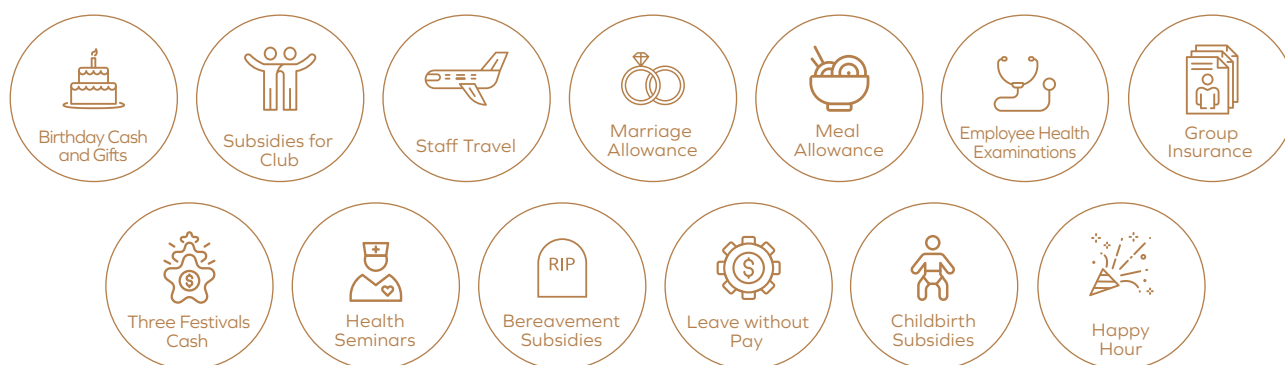 Birthday Cash
and Gifts
Subsidies for
Club
Staff Travel
Marriage
Allowance
Meal
Allowance
Employee Health
Examinations
Group
Insurance
$
Three Festivals
Cash
Health
Seminars
RIP
Bereavement
Subsidies
$
Leave without
Pay
Childbirth
Subsidies
Happy
Hour